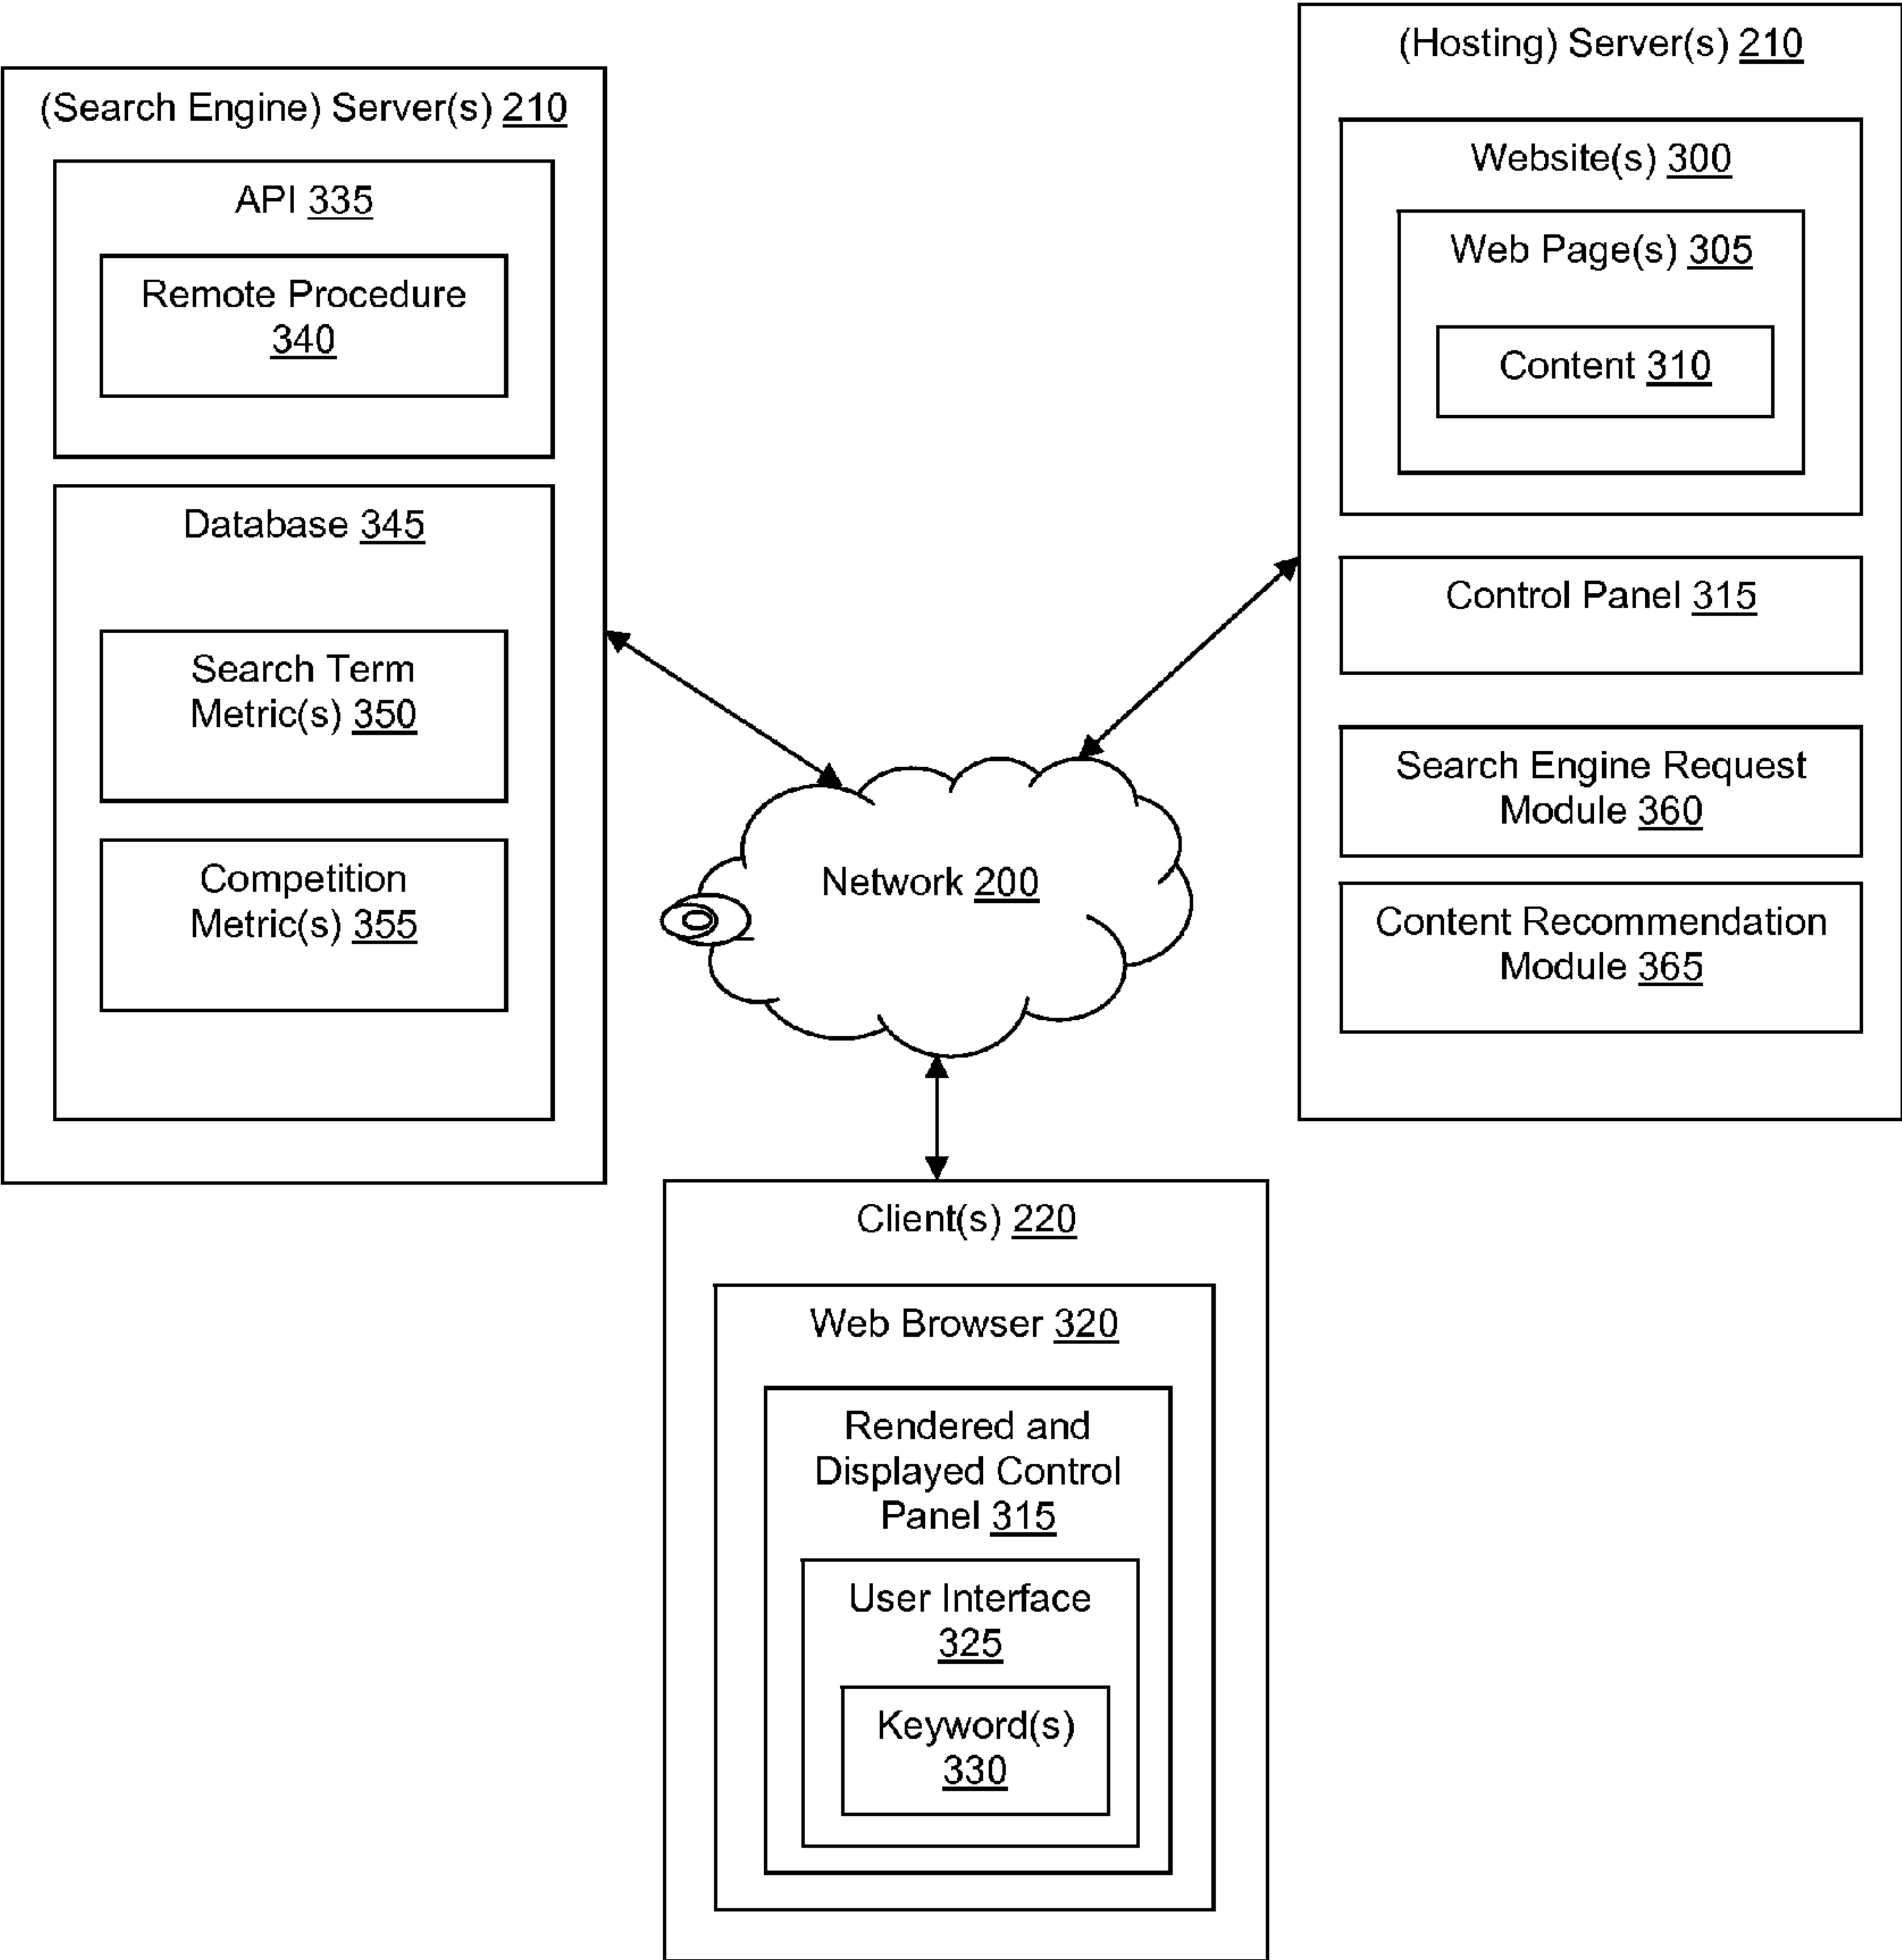 (Search Engine) Server(s) 210
API 335
Remote Procedure
340
Database 345
Search Term
Metric(s) 350
Competition
Metric(s) 355
(Hosting) Server(s) 210
Website(s) 300
Web Page(s) 305
Content 310
Control Panel 315
Search Engine Request
Module 360
Content Recommendation
Module 365
Network 200
Client(s) 220
Web Browser 320
Rendered and
Displayed Control
Panel 315
User Interface
325
Keyword(s)
330